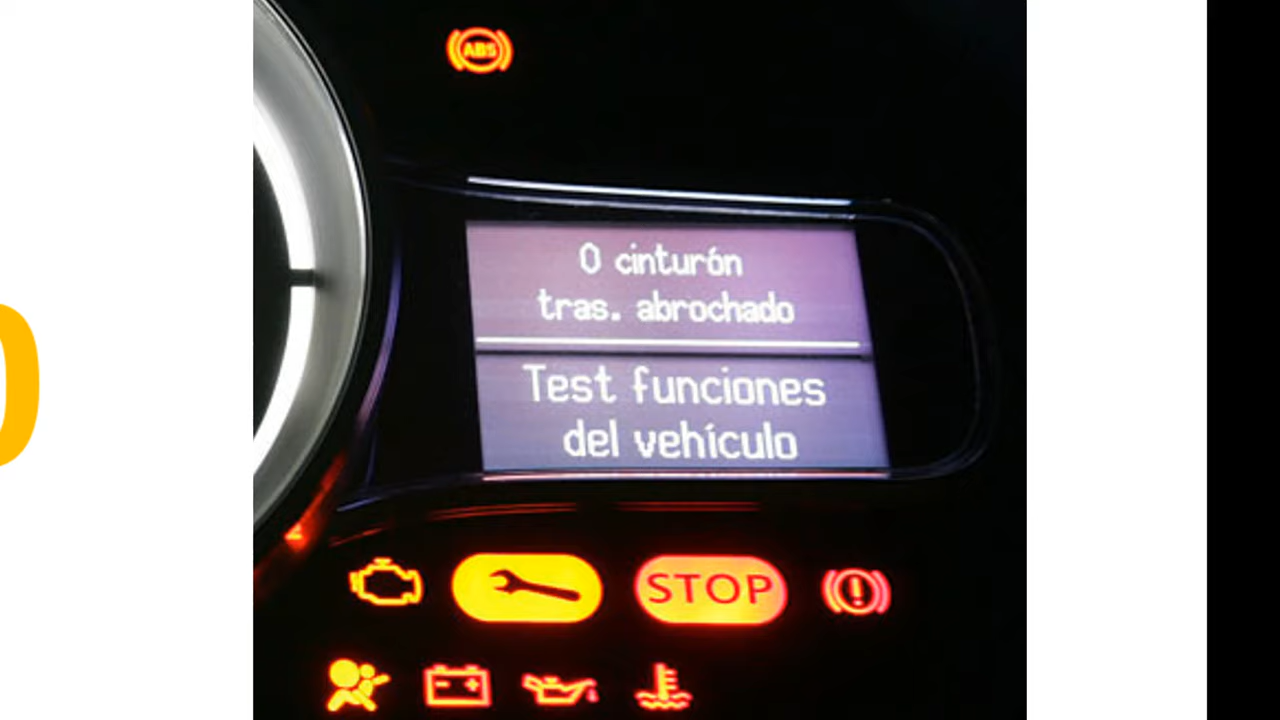 ABS
0 cinturón
tras. abrochado
Test funciones
del vehículo
STOP